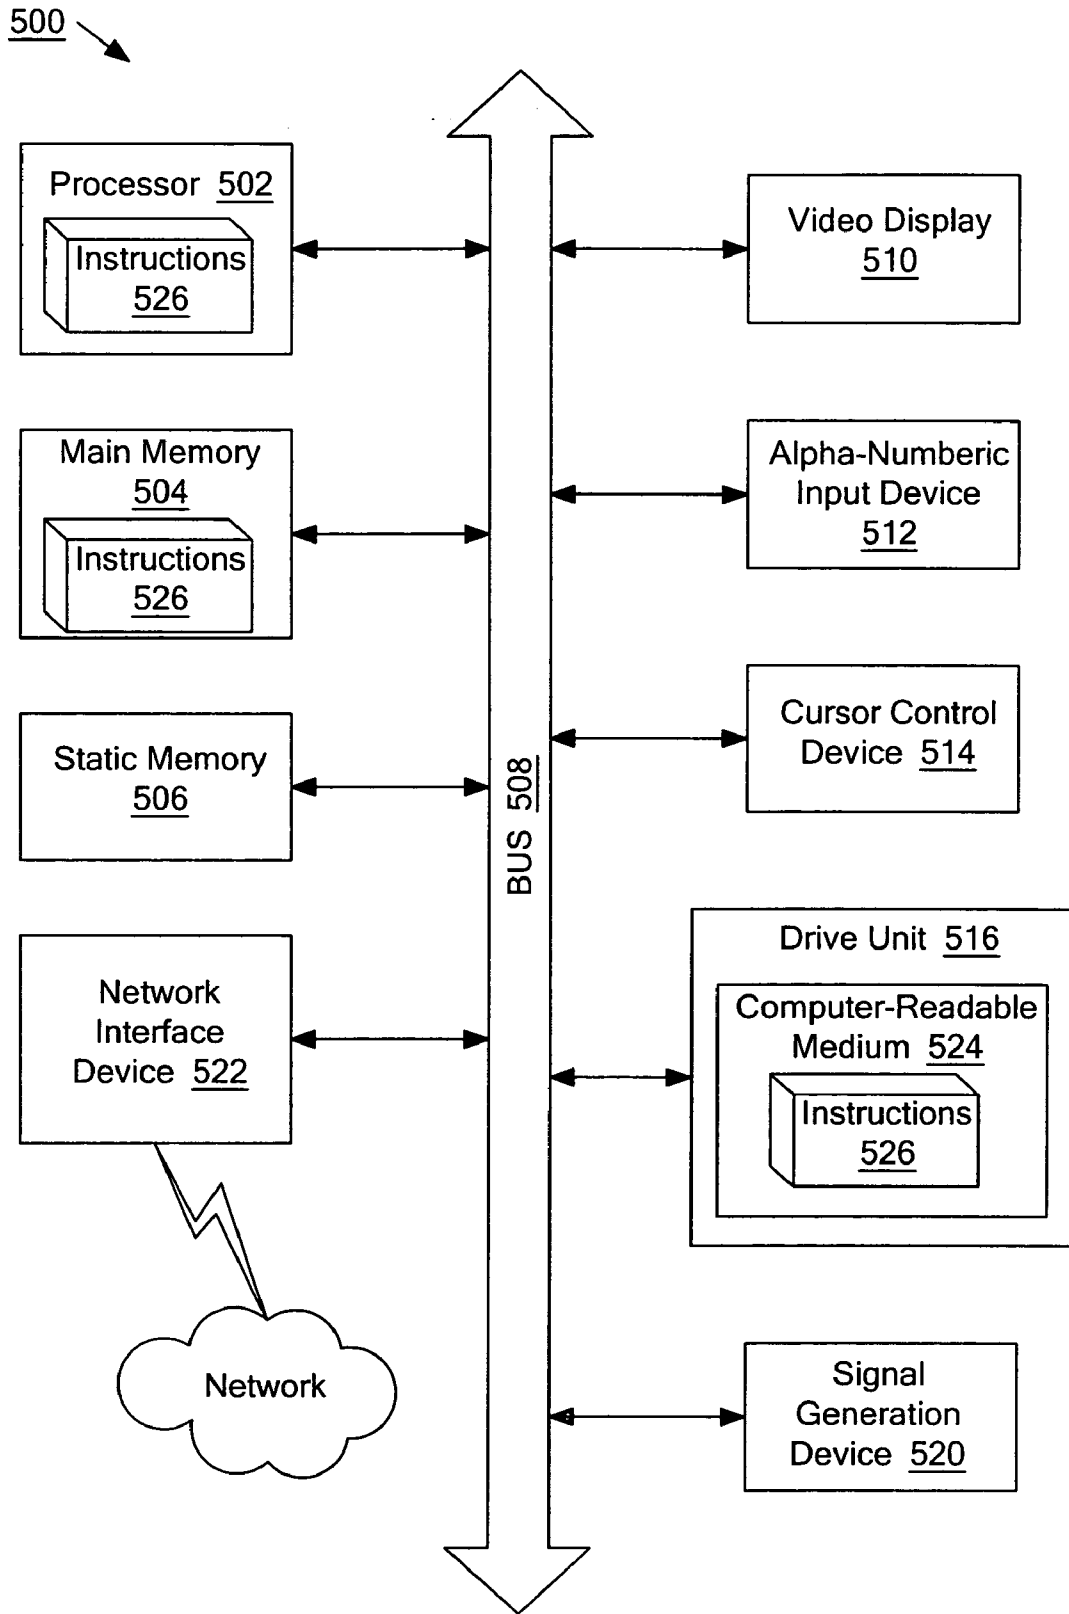 500
Processor 502
Instructions
526
Main Memory
504
Instructions
526
Static Memory
506
Network
Interface
Device 522
Network
BUS 508
Video Display
510
Alpha-Numberic
Input Device
512
Cursor Control
Device 514
Drive Unit 516
Computer-Readable
Medium 524
Instructions
526
Signal
Generation
Device 520